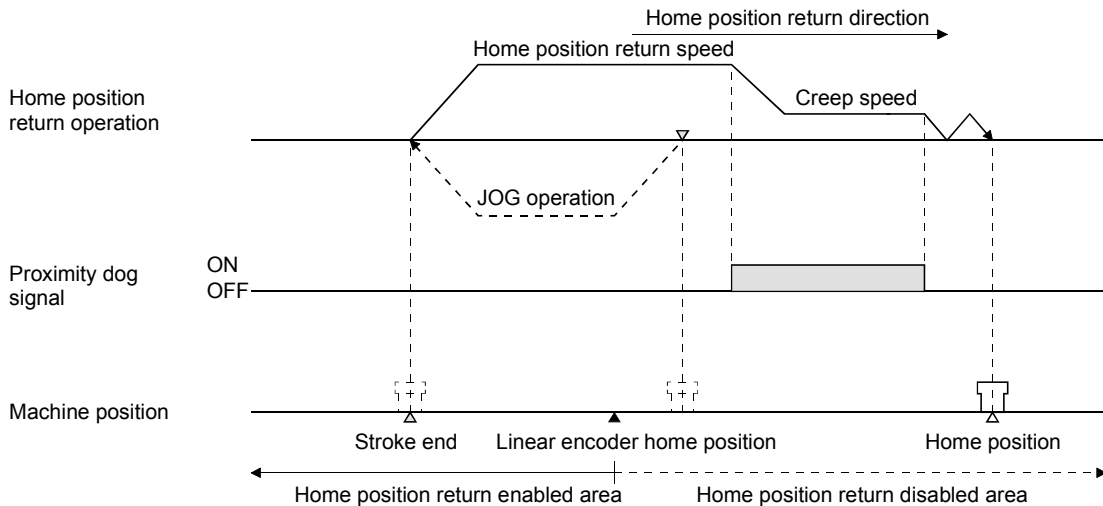 Home position return direction
Home position return speed
Home position
return operation
Creep speed
JOG operation
Proximity dog
signal
ON
OFF
Machine position
Stroke end
Linear encoder home position
Home position
Home position return enabled area
Home position return disabled area